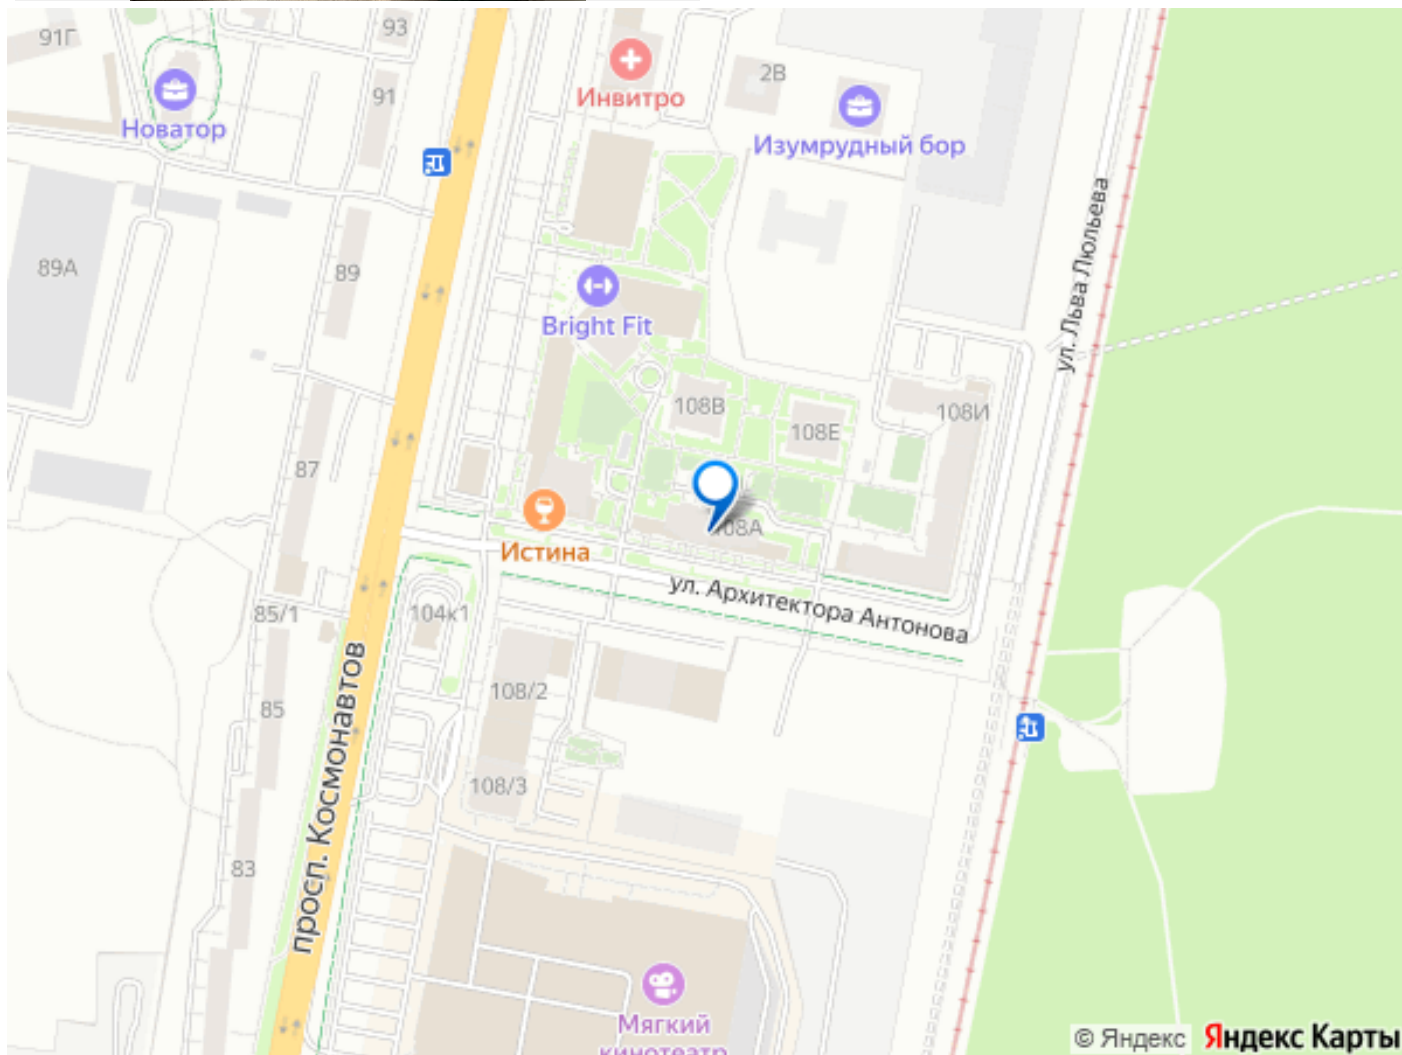 91Г
93
91
Новатор
Инвитро
2В
Изумрудный бор
ул. Льва Люльева
89А
89
Bright Fit
108В
108Е
108И
87
108А
Истина
ул. Архитектора Антонова
85/1
104к1
просп. Космонавтов
85
108/2
108/3
83
Мягкий
кинотеатр
© Яндекс
Яндекс Карты